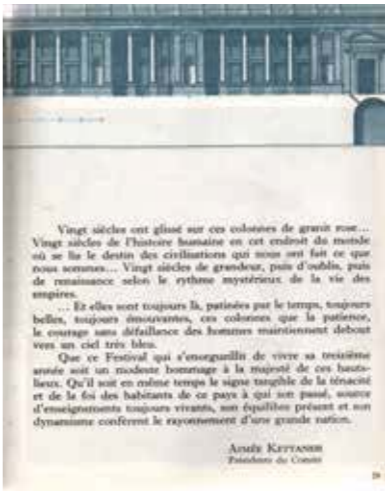 Vingt siècles ont glissé sur ces colonnes de granit rose...
Vingt siècles de l'histoire humaine en cet endroit du monde
où se lie le destin des civilisations qui nous ont fait ce que
nous sommes... Vingt siècles de grandeur, puis d'oublis, puis
de renaissance selon le rythme mystérieux de la vie des
empires.
... Et elles sont toujours là, patinées par le temps, toujours
belles, toujours émouvantes, ces colonnes que la patience,
le courage sans défaillance des hommes maintiennent debout
vers un ciel très bleu.
Que ce Festival qui s'enorgueillit de vivre sa treizième
année soit un modeste hommage à la majesté de ces hauts-
lieux. Qu'il soit en même temps le signe tangible de la ténacité
et de la foi des habitants de ce pays à qui son passé, source
d'enseignements toujours vivants, son équilibre présent et son
dynamisme confèrent le rayonnement d'une grande nation.
Aimée Kettaneh
Présidente du Comité